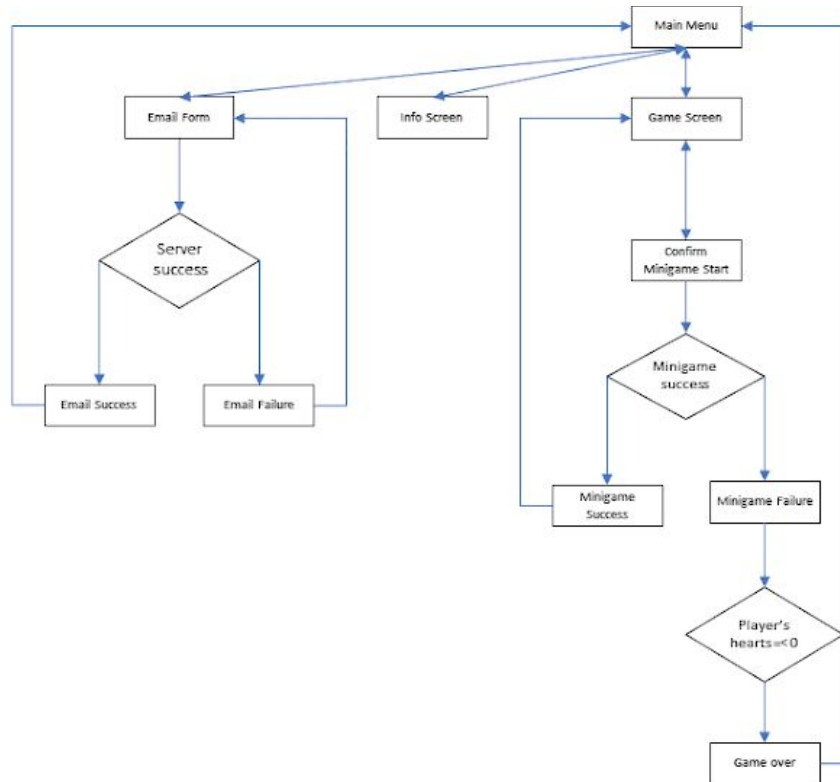 Main Menu
Email Form
Info Screen
Game Screen
Server
success
Confirm
Minigame Start
Minigame
success
Email Success
Email Failure
Minigame
Success
Minigame Failure
Player's
hearts=<0
Game over